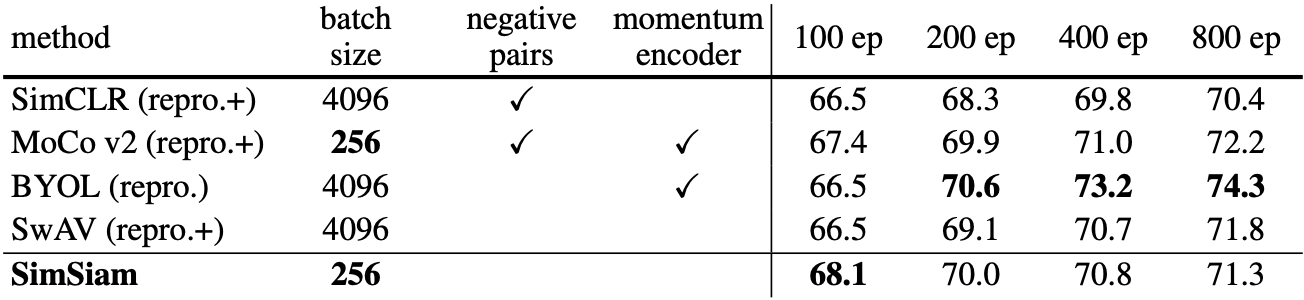 method batch size negative pairs momentum encoder 100 ep 200 ep 400 ep 800 ep
SimCLR (repro.+) 4096 ✓ 66.5 68.3 69.8 70.4
MoCo v2 (repro.+) 256 ✓ ✓ 67.4 69.9 71.0 72.2
BYOL (repro.) 4096 ✓ 66.5 70.6 73.2 74.3
SwAV (repro.+) 4096 66.5 69.1 70.7 71.8
SimSiam 256 68.1 70.0 70.8 71.3